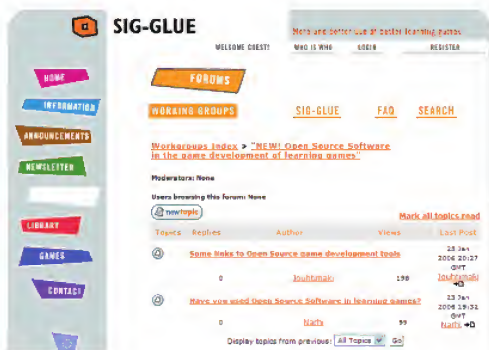 SIG-GLUE
More and better use of better learning games
WELCOME GUEST! WHO IS WHO LOGIN REGISTER
HOME
INFORMATION
ANNOUNCEMENTS
NEWSLETTER
LIBRARY
GAMES
CONTACT
FORUMS
WORKING GROUPS SIG-GLUE FAQ SEARCH
Workgroups Index > "NEW! Open Source Software
in the game development of learning games"
Moderators: None
Users browsing this forum: None
newtopic
Mark all topics read
Topics Replies Author Views Last Post
Some links to Open Source game development tools
0 Jouhtimaki 198
23 Jan
2006 20:27
GMT
Jouhtimaki
Have you used Open Source Software in learning games?
0 Narfs 99
23 Jan
2006 19:32
GMT
Narfs
Display topics from previous: All Topics Go